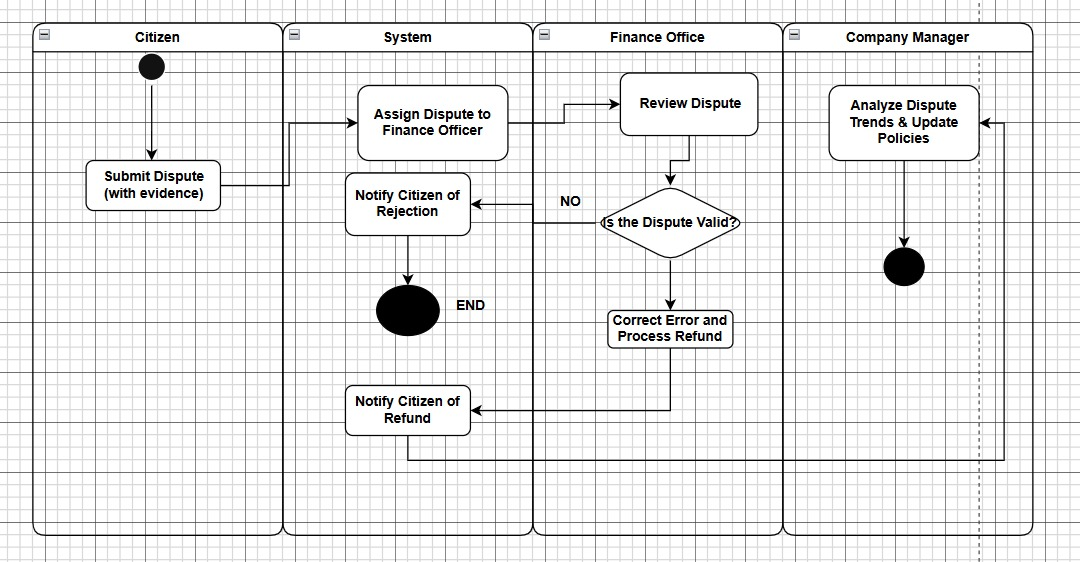 Citizen
System
Finance Office
Company Manager
Submit Dispute
(with evidence)
Assign Dispute to
Finance Officer
Review Dispute
Analyze Dispute
Trends & Update
Policies
Notify Citizen of
Rejection
NO
Is the Dispute Valid?
END
Correct Error and
Process Refund
Notify Citizen of
Refund